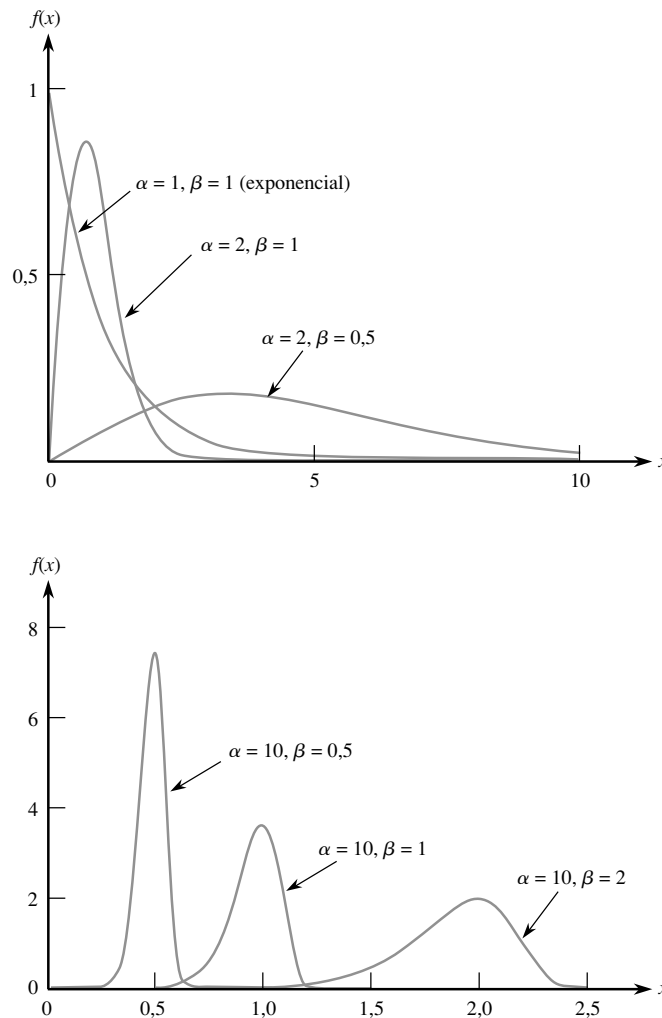 f(x)
1
α = 1, β = 1 (exponencial)
α = 2, β = 1
0,5
α = 2, β = 0,5
0
5
10
x
f(x)
8
6
α = 10, β = 0,5
4
α = 10, β = 1
α = 10, β = 2
2
0
x
0
0,5
1,0
1,5
2,0
2,5